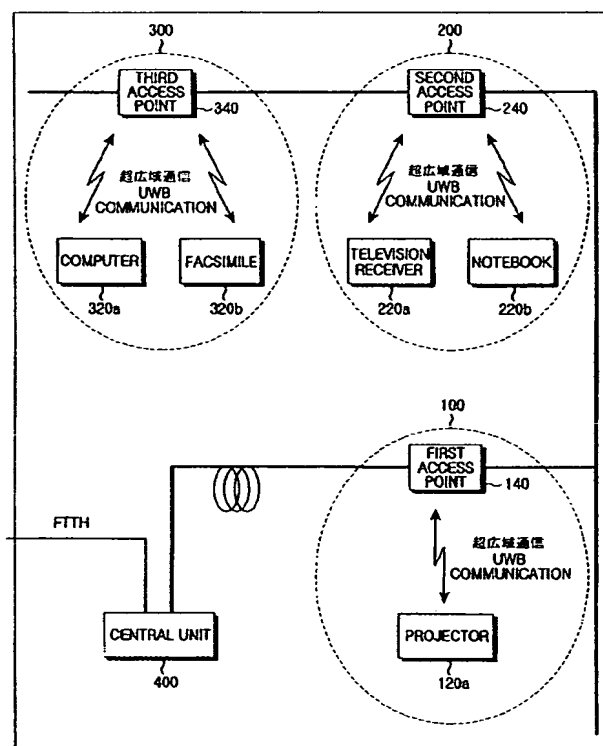 300
200
THIRD
ACCESS
POINT
340
SECOND
ACCESS
POINT
240
超広域通信
UWB
COMMUNICATION
超広域通信
UWB
COMMUNICATION
COMPUTER
FACSIMILE
TELEVISION
RECEIVER
NOTEBOOK
320a
320b
220a
220b
100
FIRST
ACCESS
POINT
140
FTTH
超広域通信
UWB
COMMUNICATION
CENTRAL UNIT
PROJECTOR
400
120a